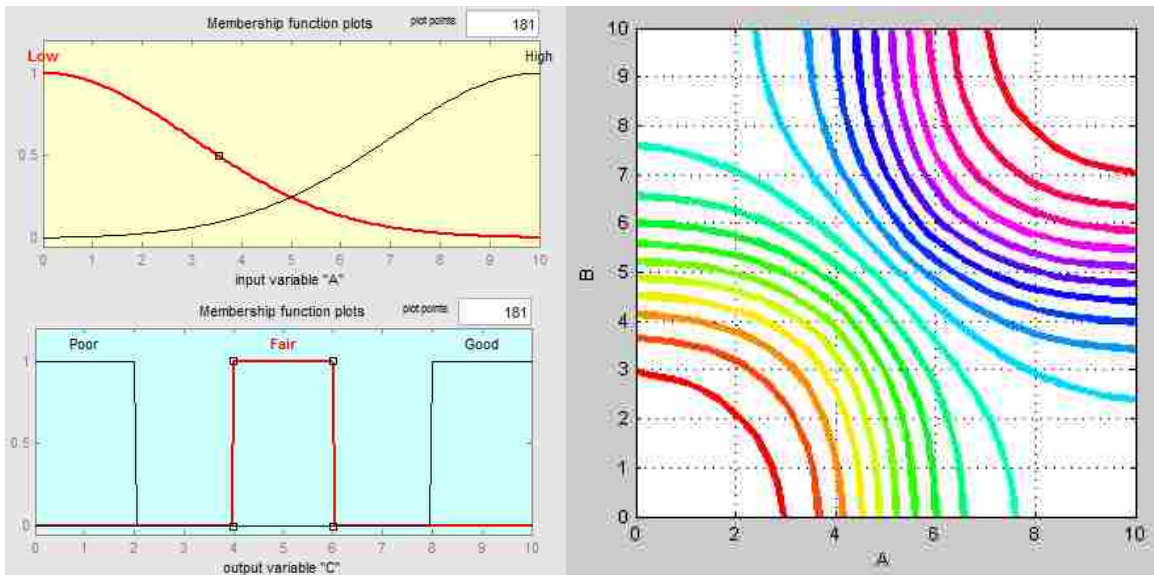 Membership function plots plot points: 181
Low High
1
0.5
0
0 1 2 3 4 5 6 7 8 9 10
input variable "A"
Membership function plots plot points: 181
Poor Fair Good
1
0.5
0
0 1 2 3 4 5 6 7 8 9 10
output variable "C"
10
9
8
7
6
5
4
3
2
1
0
B
0 2 4 6 8 10
A